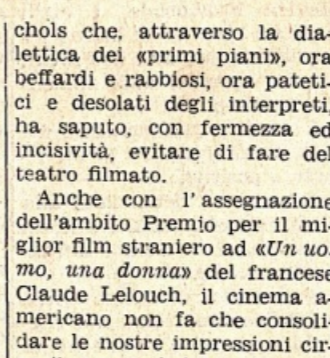 chols che, attraverso la dia-
lettica dei «primi piani», ora
beffardi e rabbiosi, ora pateti-
ci e desolati degli interpreti,
ha saputo, con fermezza ed
incisività, evitare di fare del
teatro filmato.
Anche con l'assegnazione
dell'ambito Premio per il mi-
glior film straniero ad «Un uo-
mo, una donna» del francese
Claude Lelouch, il cinema a-
mericano non fa che consoli-
dare le nostre impressioni cir-